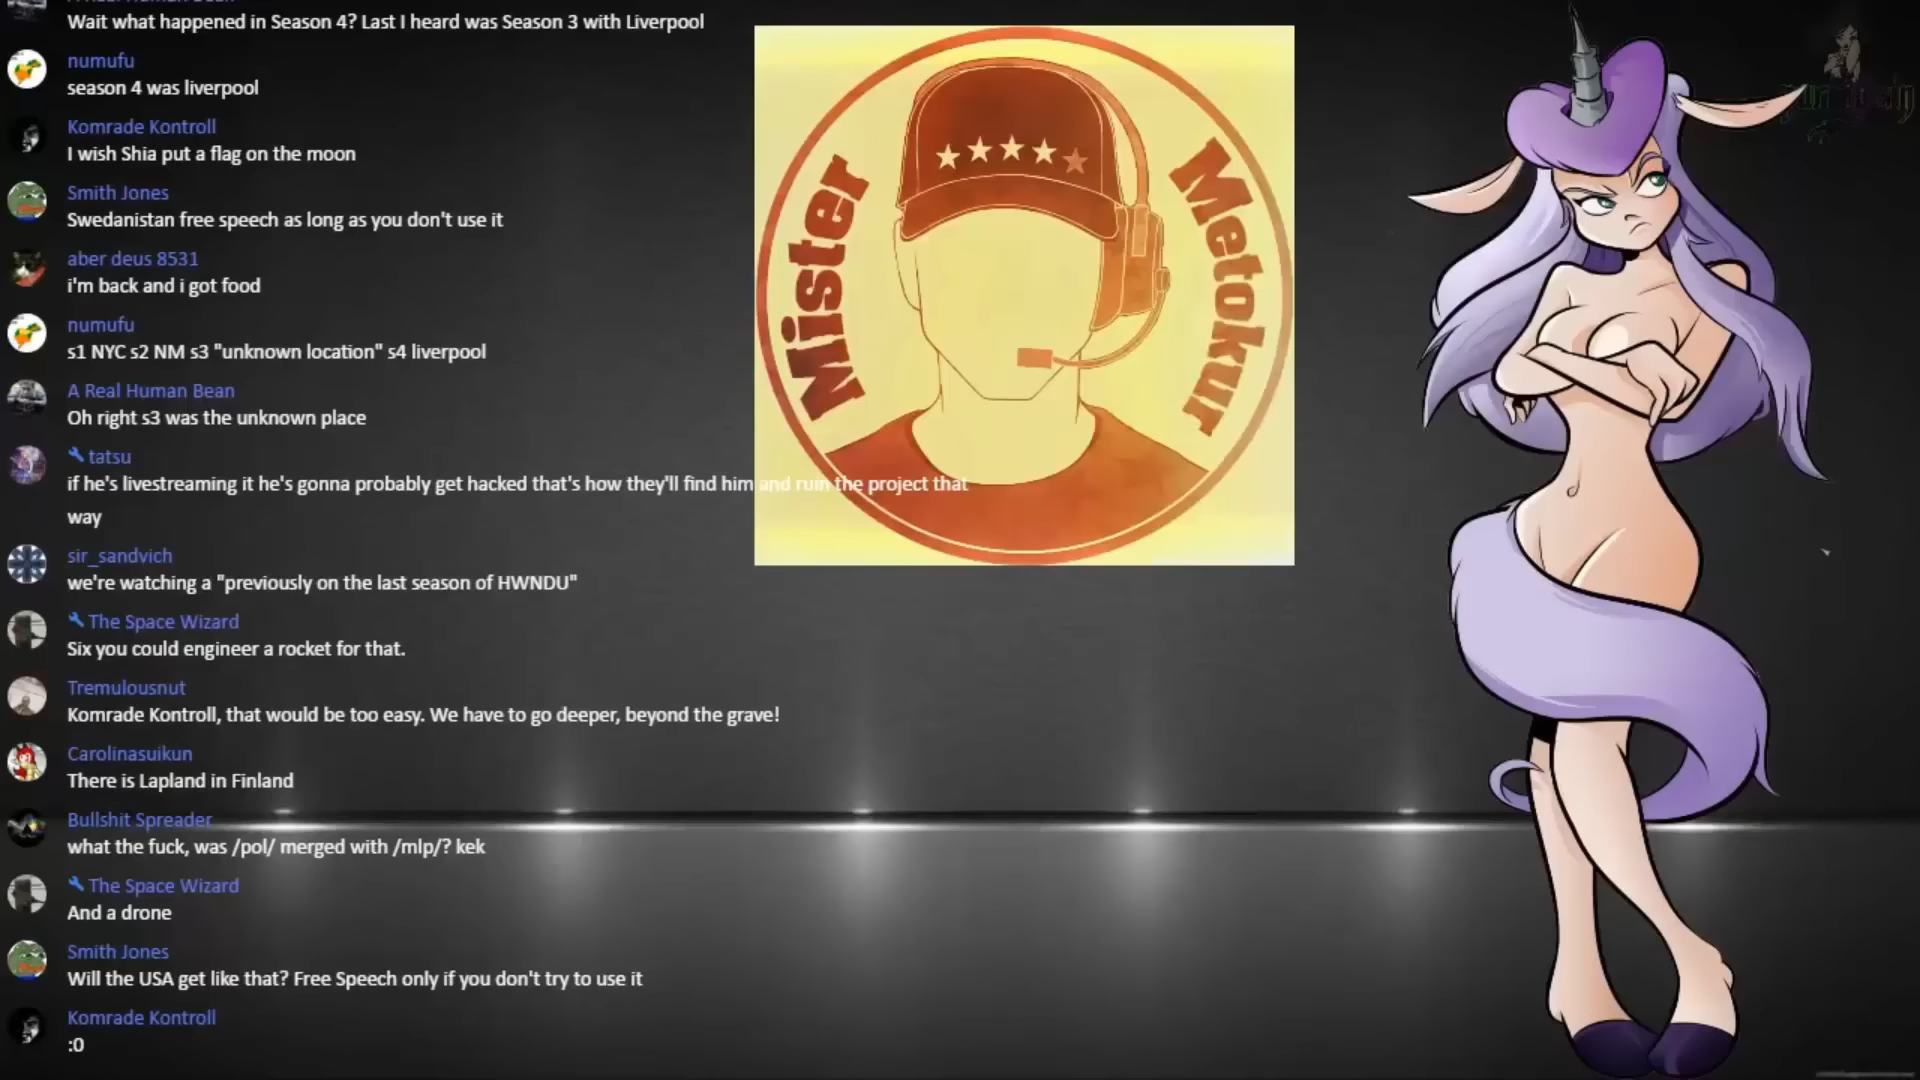 Wait what happened in Season 4? Last I heard was Season 3 with Liverpool
numufu
season 4 was liverpool
Komrade Kontroll
I wish Shia put a flag on the moon
Smith Jones
Swedanistan free speech as long as you don't use it
aber deus 8531
i'm back and i got food
numufu
s1 NYC s2 NM s3 "unknown location" s4 liverpool
A Real Human Bean
Oh right s3 was the unknown place
tatsu
if he's livestreaming it he's gonna probably get hacked that's how they'll find him and ruin the project that
way
sir_sandvich
we're watching a "previously on the last season of HWNDU"
The Space Wizard
Six you could engineer a rocket for that.
Tremulousnut
Komrade Kontroll, that would be too easy. We have to go deeper, beyond the grave!
Carolinasuikun
There is Lapland in Finland
Bullshit Spreader
what the fuck, was /pol/ merged with /mlp/? kek
The Space Wizard
And a drone
Smith Jones
Will the USA get like that? Free Speech only if you don't try to use it
Komrade Kontroll
:0
Mister
Metokur